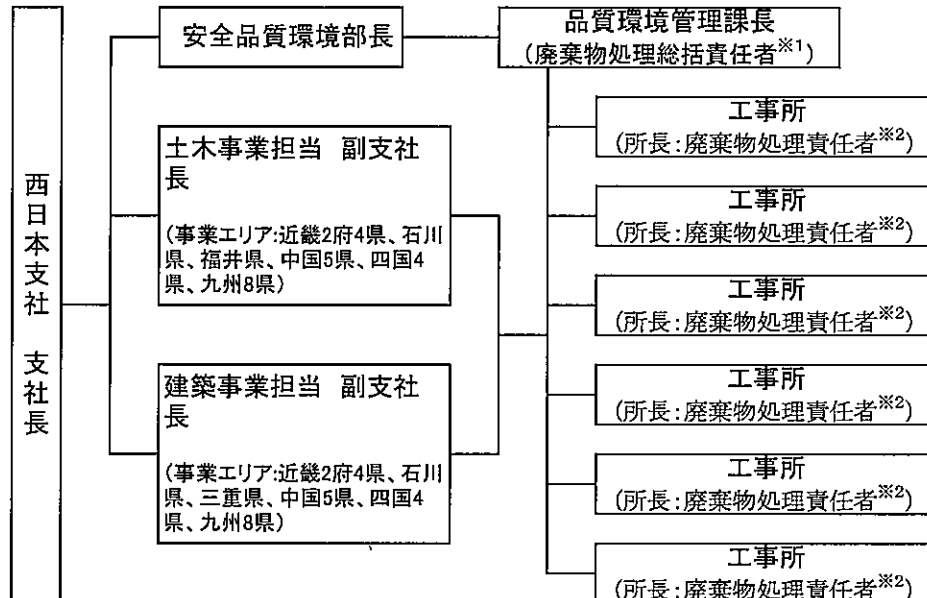 西日本支社 支社長
安全品質環境部長
品質環境管理課長
(廃棄物処理総括責任者※1)
土木事業担当 副支社
長
(事業エリア:近畿2府4県、石川
県、福井県、中国5県、四国4
県、九州8県)
建築事業担当 副支社
長
(事業エリア:近畿2府4県、石川
県、三重県、中国5県、四国4
県、九州8県)
工事所
(所長:廃棄物処理責任者※2)
工事所
(所長:廃棄物処理責任者※2)
工事所
(所長:廃棄物処理責任者※2)
工事所
(所長:廃棄物処理責任者※2)
工事所
(所長:廃棄物処理責任者※2)
工事所
(所長:廃棄物処理責任者※2)